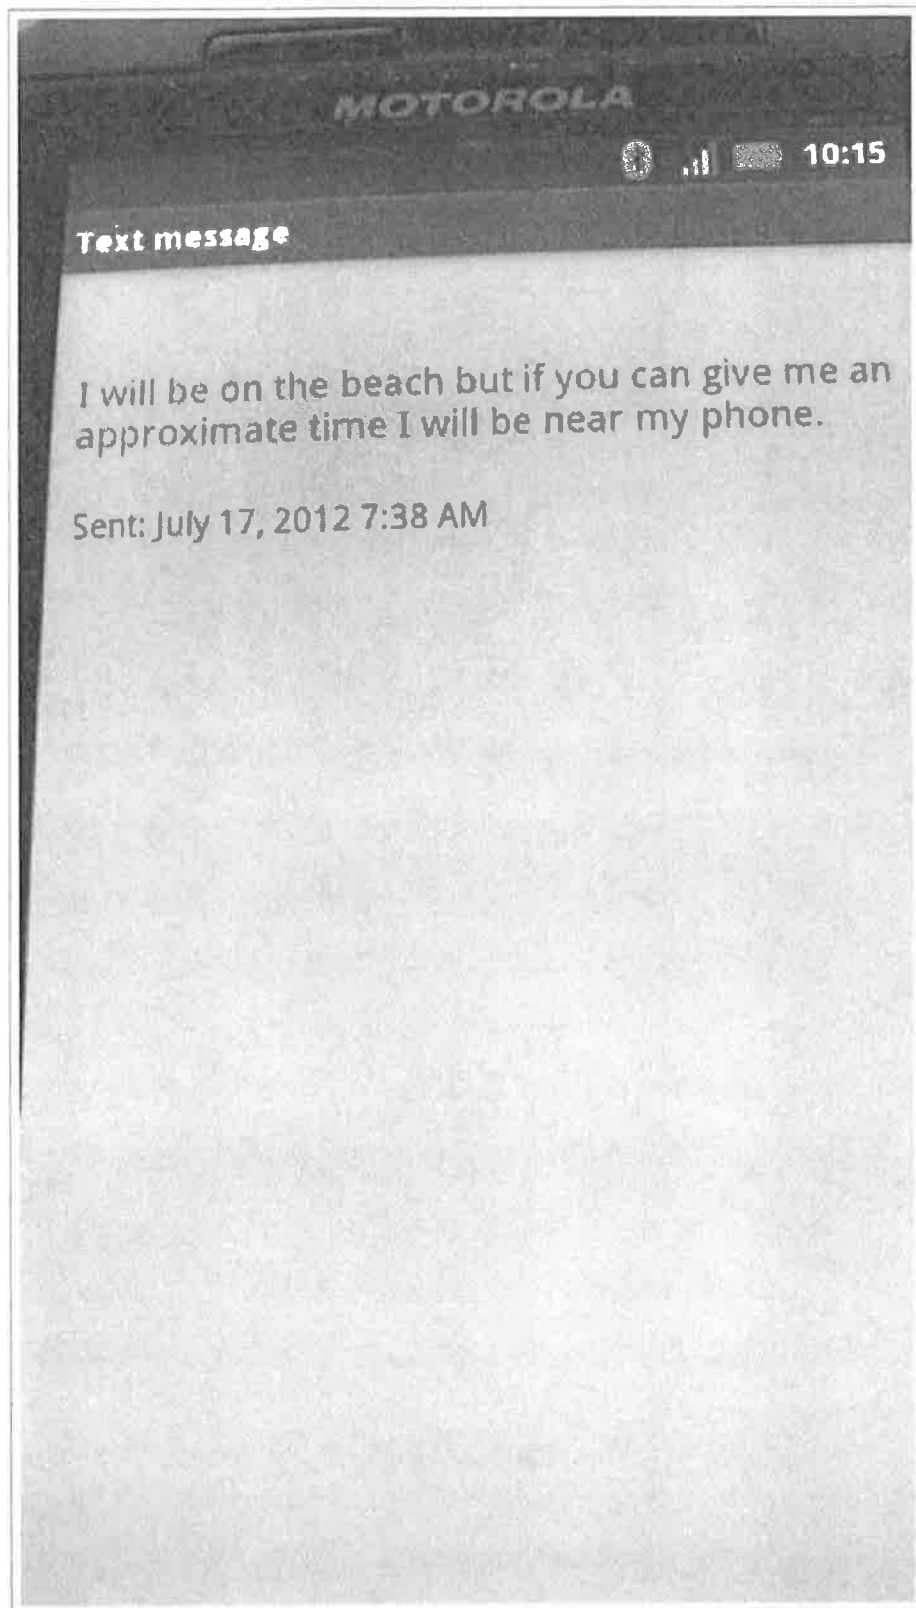 MOTOROLA
10:15
Text message
I will be on the beach but if you can give me an
approximate time I will be near my phone.
Sent: July 17, 2012 7:38 AM